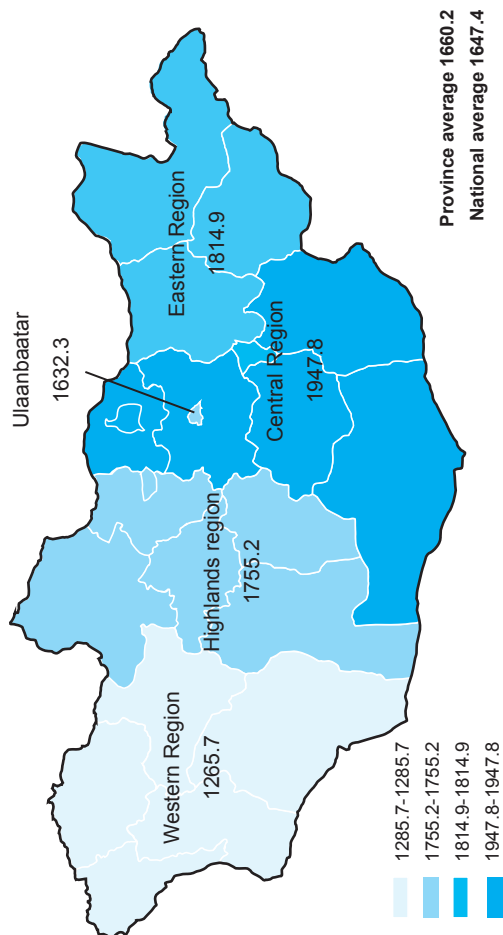 Ulaanbaatar
1632.3
Eastern Region
1814.9
Highlands region
1755.2
Central Region
1947.8
Western Region
1265.7
1285.7-1285.7
1755.2-1755.2
1814.9-1814.9
1947.8-1947.8
Province average 1660.2
National average 1647.4